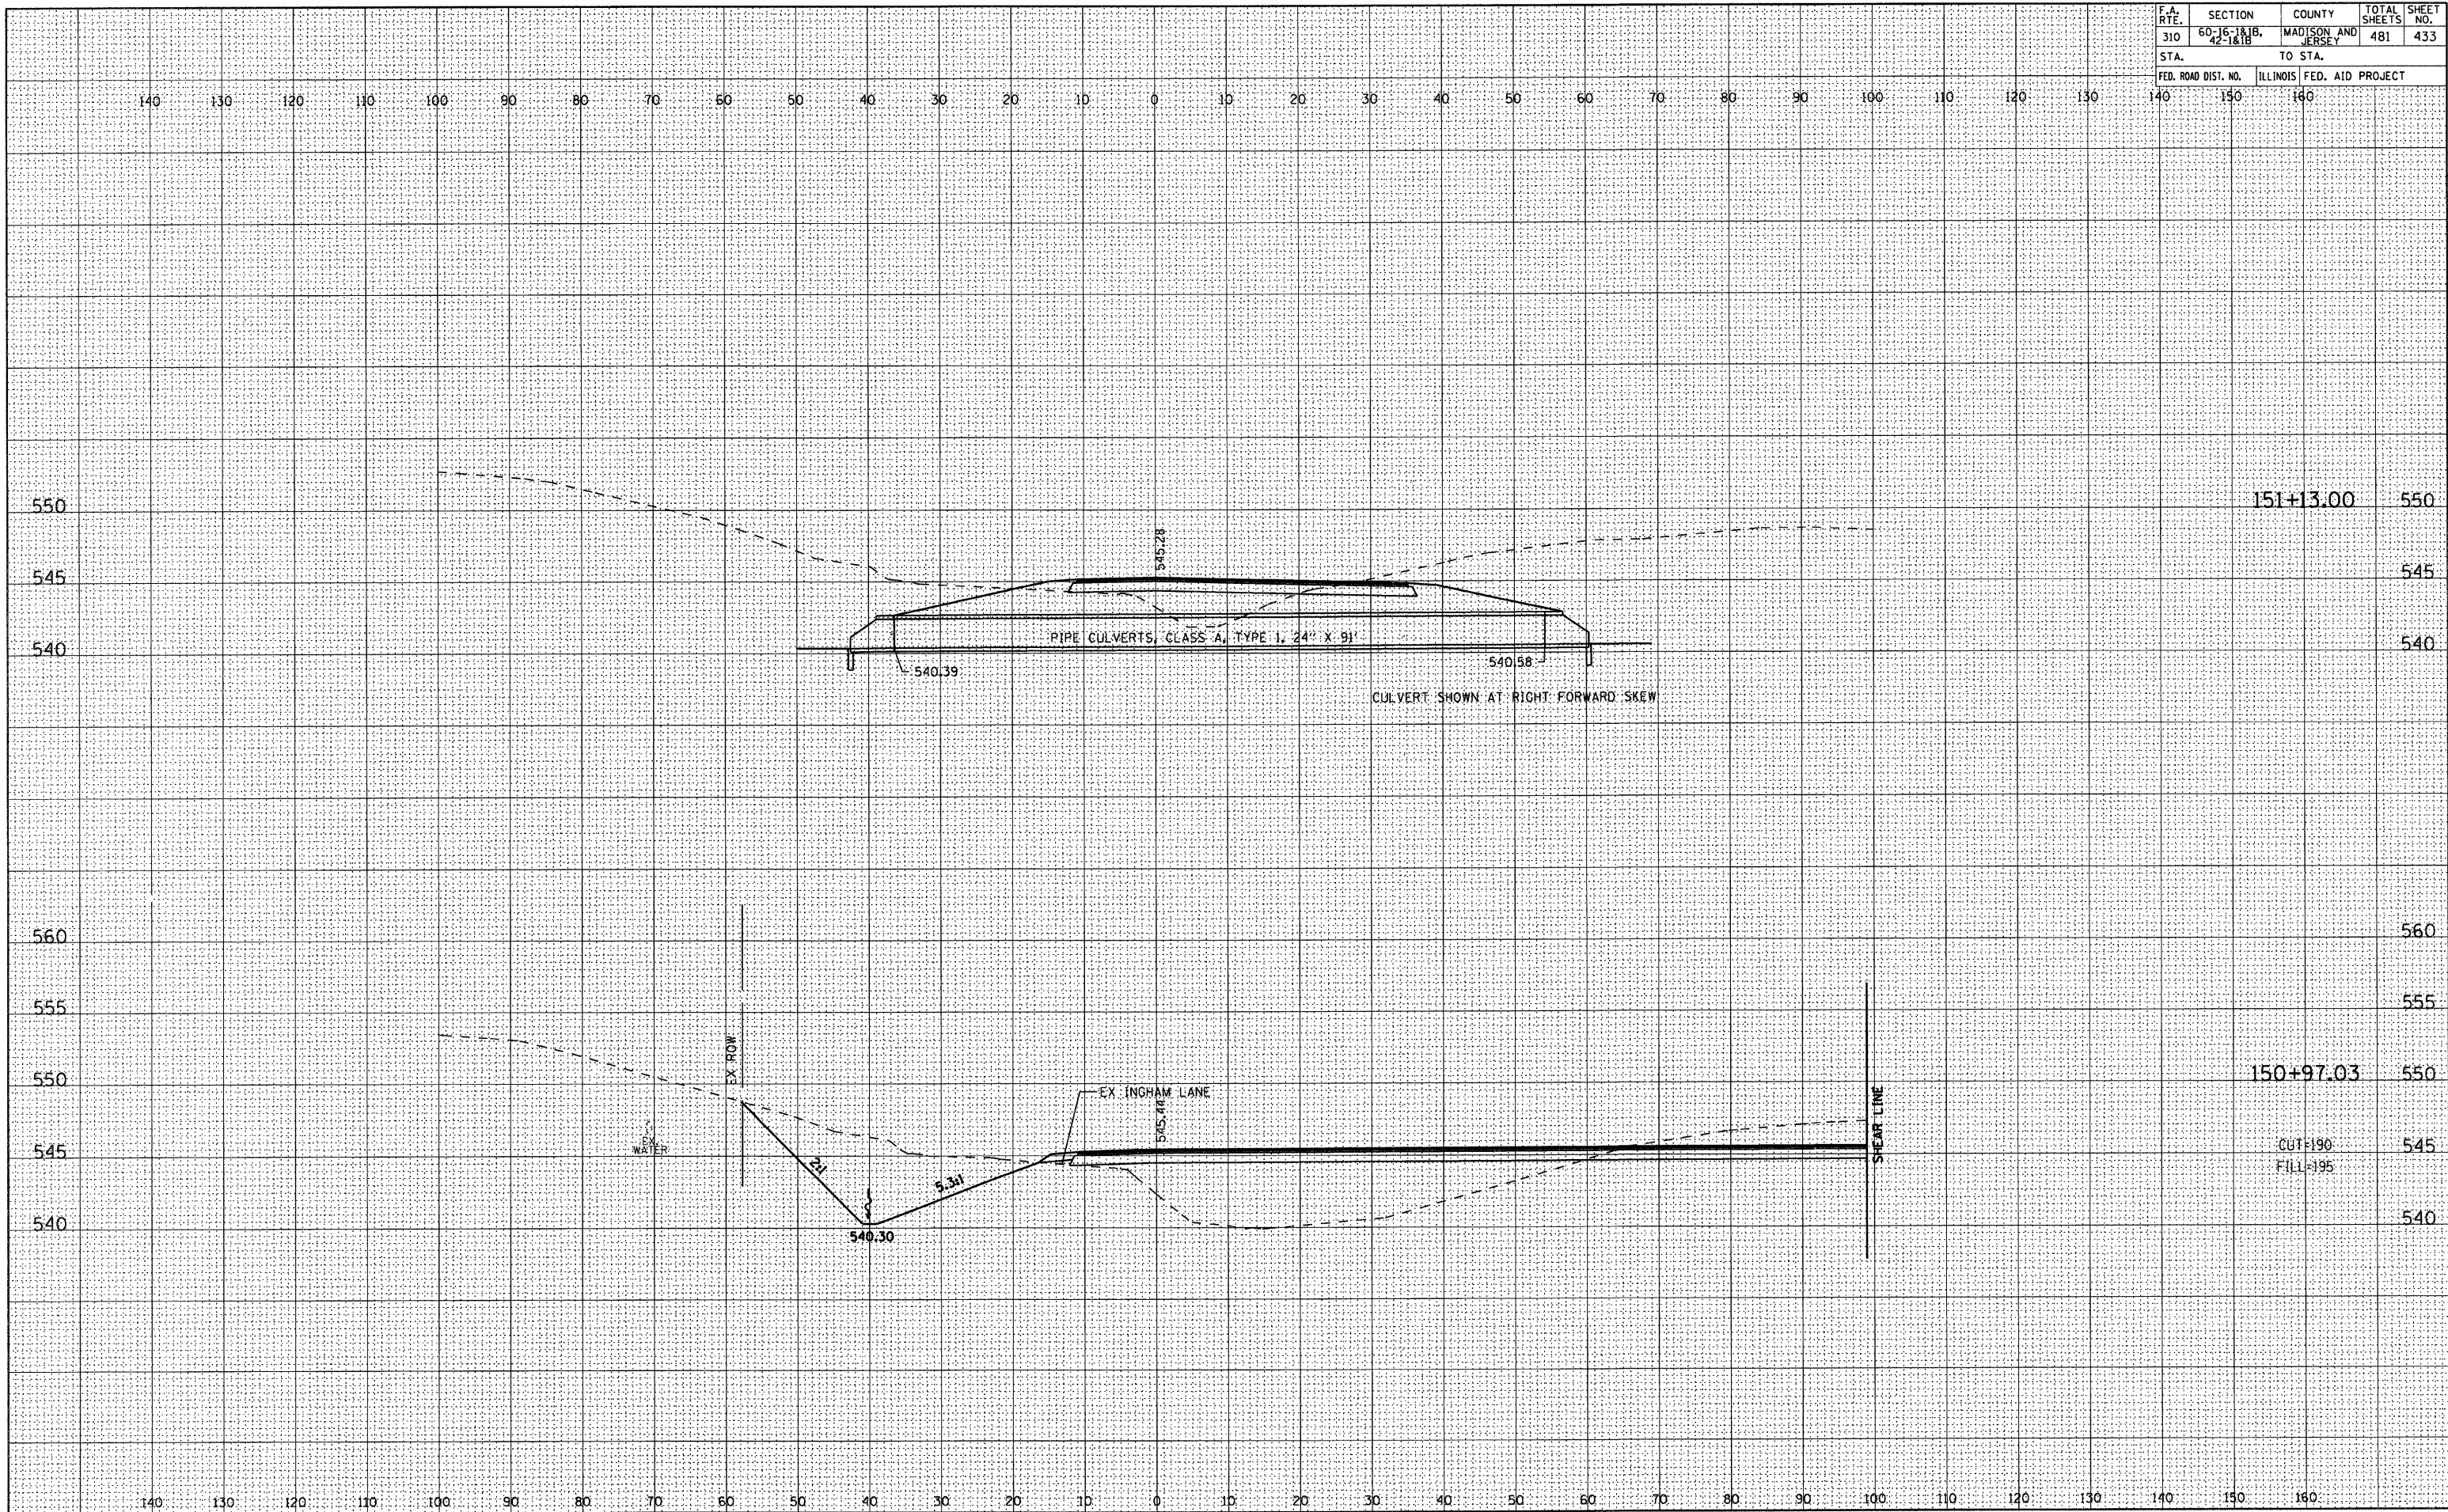 F.A. RTE. SECTION COUNTY TOTAL SHEETS SHEET NO.
310 60-16-1&1B, 42-1&1B MADISON AND JERSEY 481 433
STA. TO STA.
FED. ROAD DIST. NO. ILLINOIS FED. AID PROJECT
140 130 120 110 100 90 80 70 60 50 40 30 20 10 0 10 20 30 40 50 60 70 80 90 100 110 120 130 140 150 160
550 151+13.00 550
545.28
545 545
PIPE CULVERTS, CLASS A, TYPE 1, 24" X 91'
540 540
540.39 540.58
CULVERT SHOWN AT RIGHT FORWARD SKEW
560 560
555 555
EX ROW
550 150+97.03 550
EX INGHAM LANE
545.44
SHEAR LINE
EX. WATER
545 CUT=190 545
FILL=195
2:1 5.3:1
540 540
540.30
140 130 120 110 100 90 80 70 60 50 40 30 20 10 0 10 20 30 40 50 60 70 80 90 100 110 120 130 140 150 160